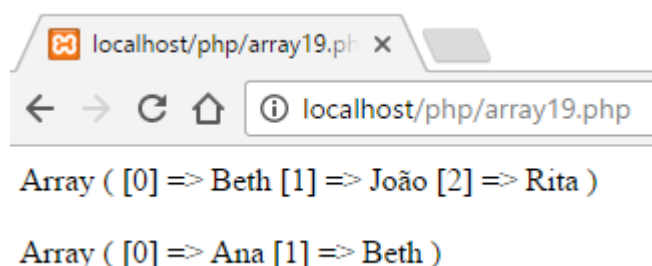 localhost/php/array19.ph
localhost/php/array19.php
Array ( [0] => Beth [1] => João [2] => Rita )
Array ( [0] => Ana [1] => Beth )